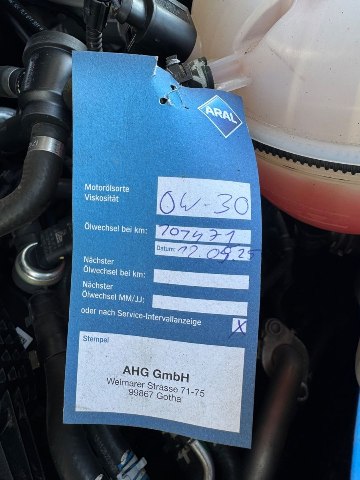 ARAL
Motorölsorte
Viskosität
0W-30
Ölwechsel bei km:
107471
Datum: 12.09.25
Nächster
Ölwechsel bei km:
Nächster
Ölwechsel MM/JJ:
oder nach Service-Intervallanzeige X
Stempel
AHG GmbH
Weimarer Strasse 71-75
99867 Gotha